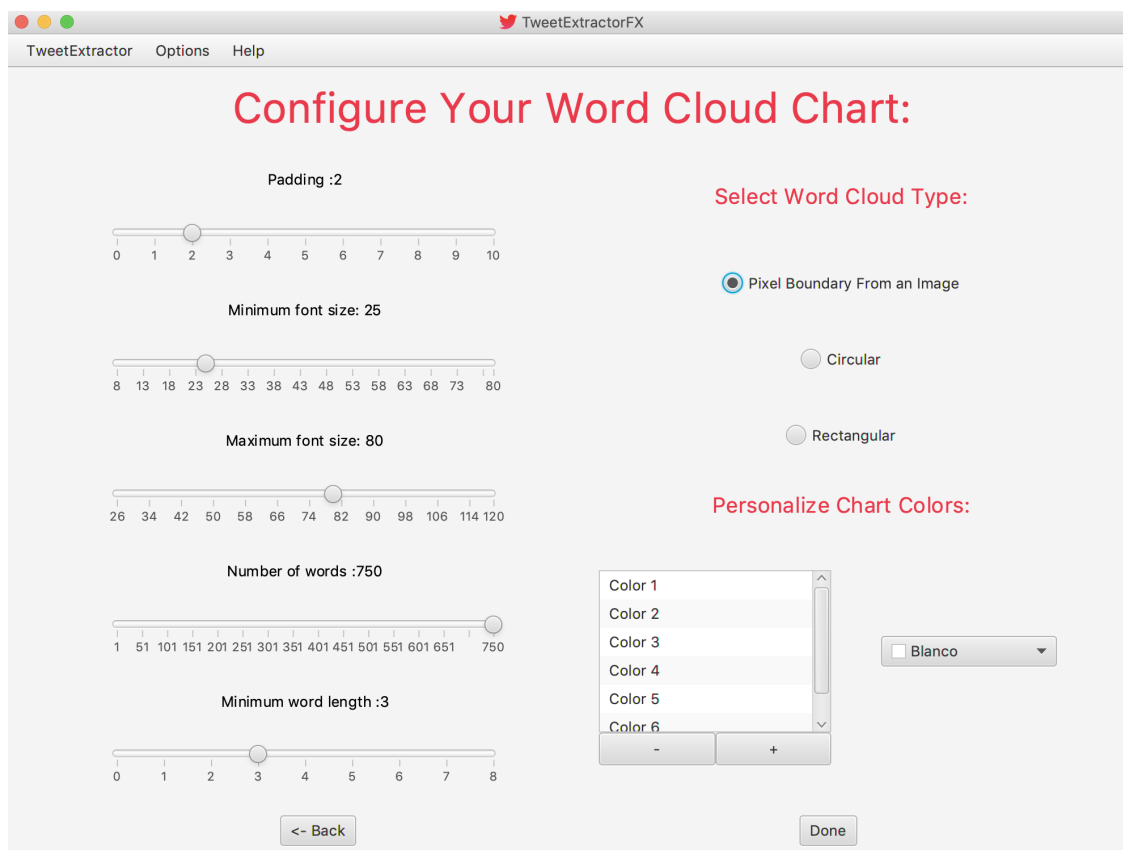 TweetExtractorFX
TweetExtractor Options Help
Configure Your Word Cloud Chart:
Padding :2
0 1 2 3 4 5 6 7 8 9 10
Minimum font size: 25
8 13 18 23 28 33 38 43 48 53 58 63 68 73 80
Maximum font size: 80
26 34 42 50 58 66 74 82 90 98 106 114 120
Number of words :750
1 51 101 151 201 251 301 351 401 451 501 551 601 651 750
Minimum word length :3
0 1 2 3 4 5 6 7 8
<- Back
Select Word Cloud Type:
Pixel Boundary From an Image
Circular
Rectangular
Personalize Chart Colors:
Color 1
Color 2
Color 3
Color 4
Color 5
Color 6
- +
Blanco
Done